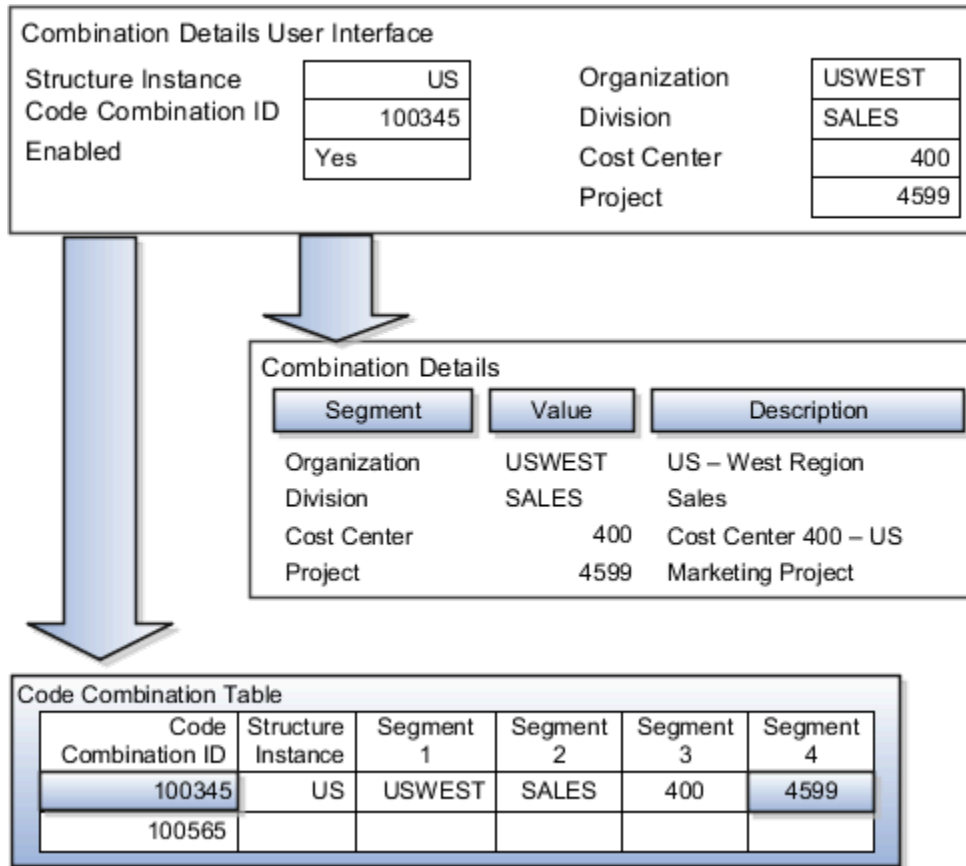 Combination Details User Interface
Structure Instance US Organization USWEST
Code Combination ID 100345 Division SALES
Enabled Yes Cost Center 400
Project 4599
Combination Details
Segment Value Description
Organization USWEST US – West Region
Division SALES Sales
Cost Center 400 Cost Center 400 – US
Project 4599 Marketing Project
Code Combination Table
Code Combination ID Structure Instance Segment 1 Segment 2 Segment 3 Segment 4
100345 US USWEST SALES 400 4599
100565